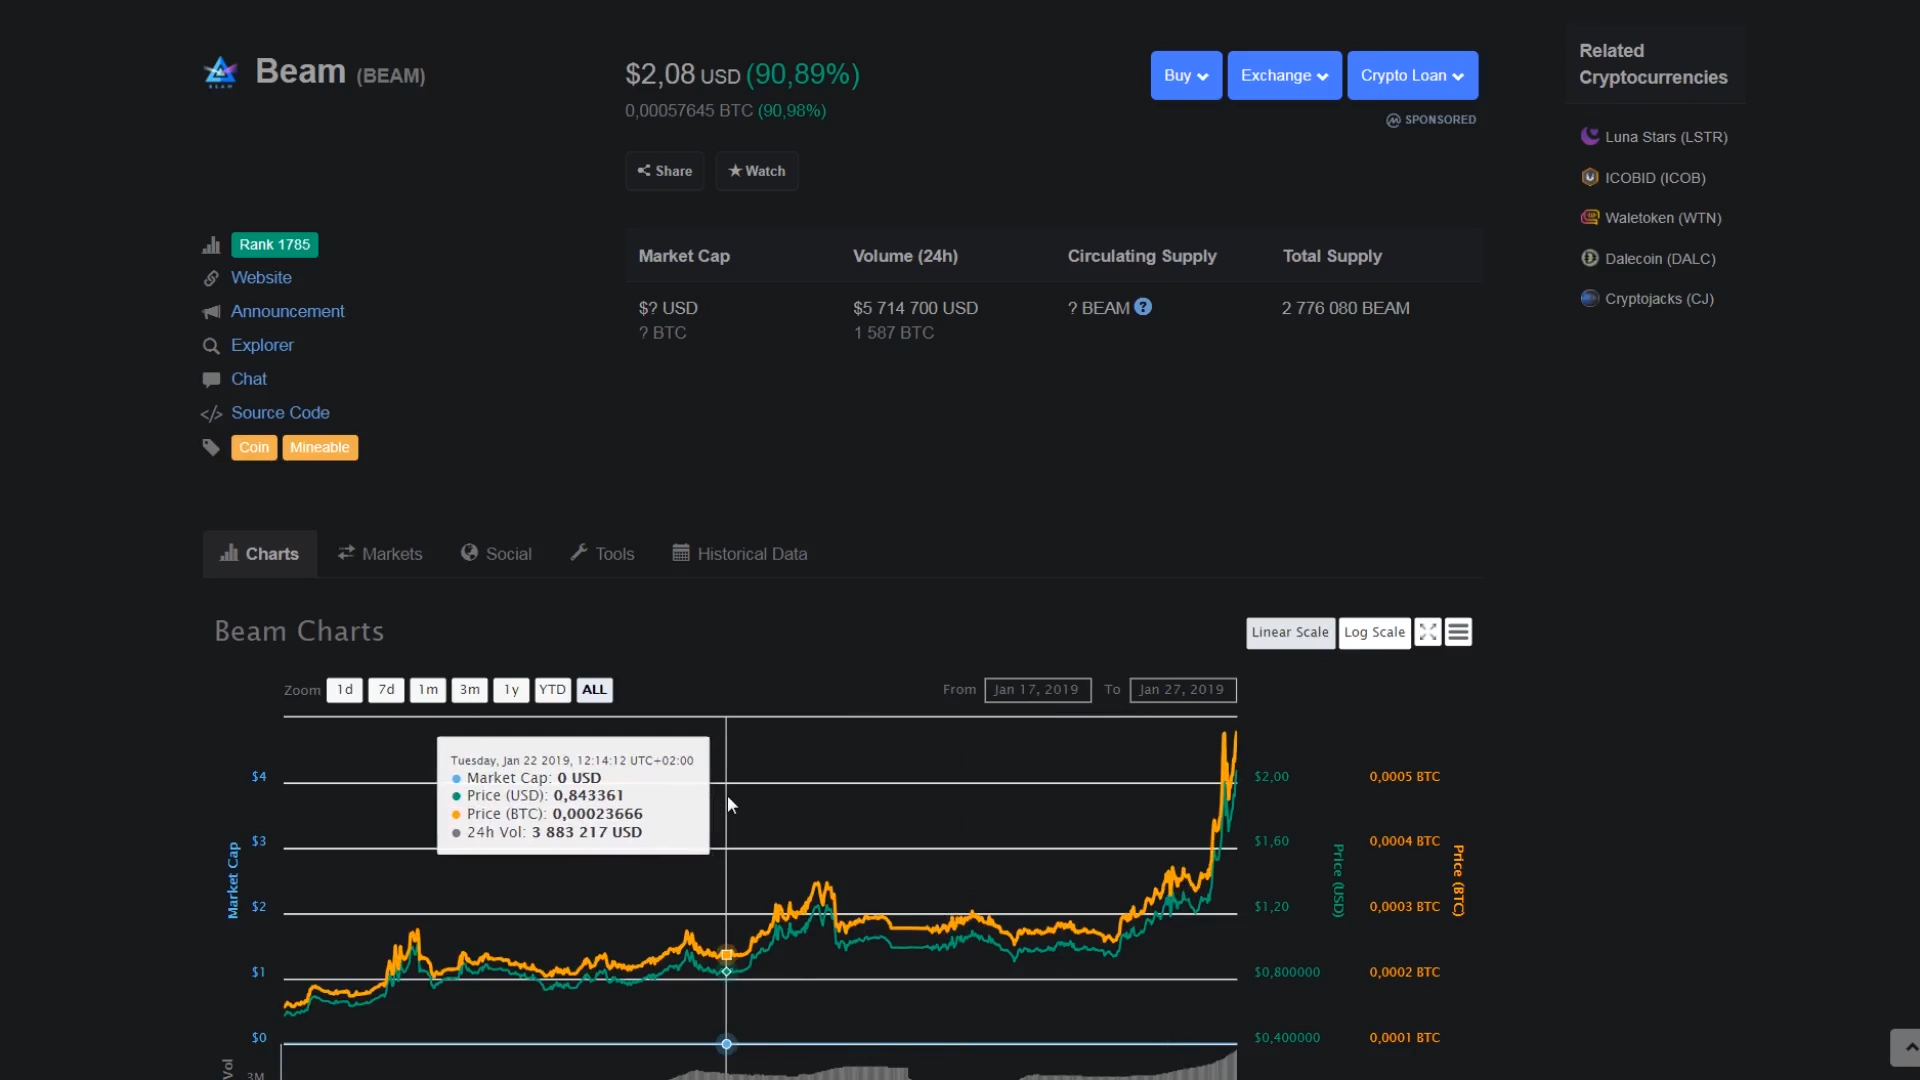 Beam (BEAM)
BEAM
$2,08 USD (90,89%)
0,00057645 BTC (90,98%)
Share
Watch
Buy
Exchange
Crypto Loan
SPONSORED
Related
Cryptocurrencies
Luna Stars (LSTR)
ICOBID (ICOB)
Waletoken (WTN)
Dalecoin (DALC)
Cryptojacks (CJ)
Rank 1785
Website
Announcement
Explorer
Chat
Source Code
Coin Mineable
Market Cap Volume (24h) Circulating Supply Total Supply
$? USD $5 714 700 USD ? BEAM ? 2 776 080 BEAM
? BTC 1 587 BTC
Charts Markets Social Tools Historical Data
Beam Charts
Linear Scale Log Scale
Zoom 1d 7d 1m 3m 1y YTD ALL
From Jan 17, 2019 To Jan 27, 2019
Tuesday, Jan 22 2019, 12:14:12 UTC+02:00
Market Cap: 0 USD
Price (USD): 0,843361
Price (BTC): 0,00023666
24h Vol: 3 883 217 USD
Market Cap
$4
$3
$2
$1
$0
$2,00
$1,60
$1,20
$0,800000
$0,400000
Price (USD)
0,0005 BTC
0,0004 BTC
0,0003 BTC
0,0002 BTC
0,0001 BTC
Price (BTC)
Vol
3M